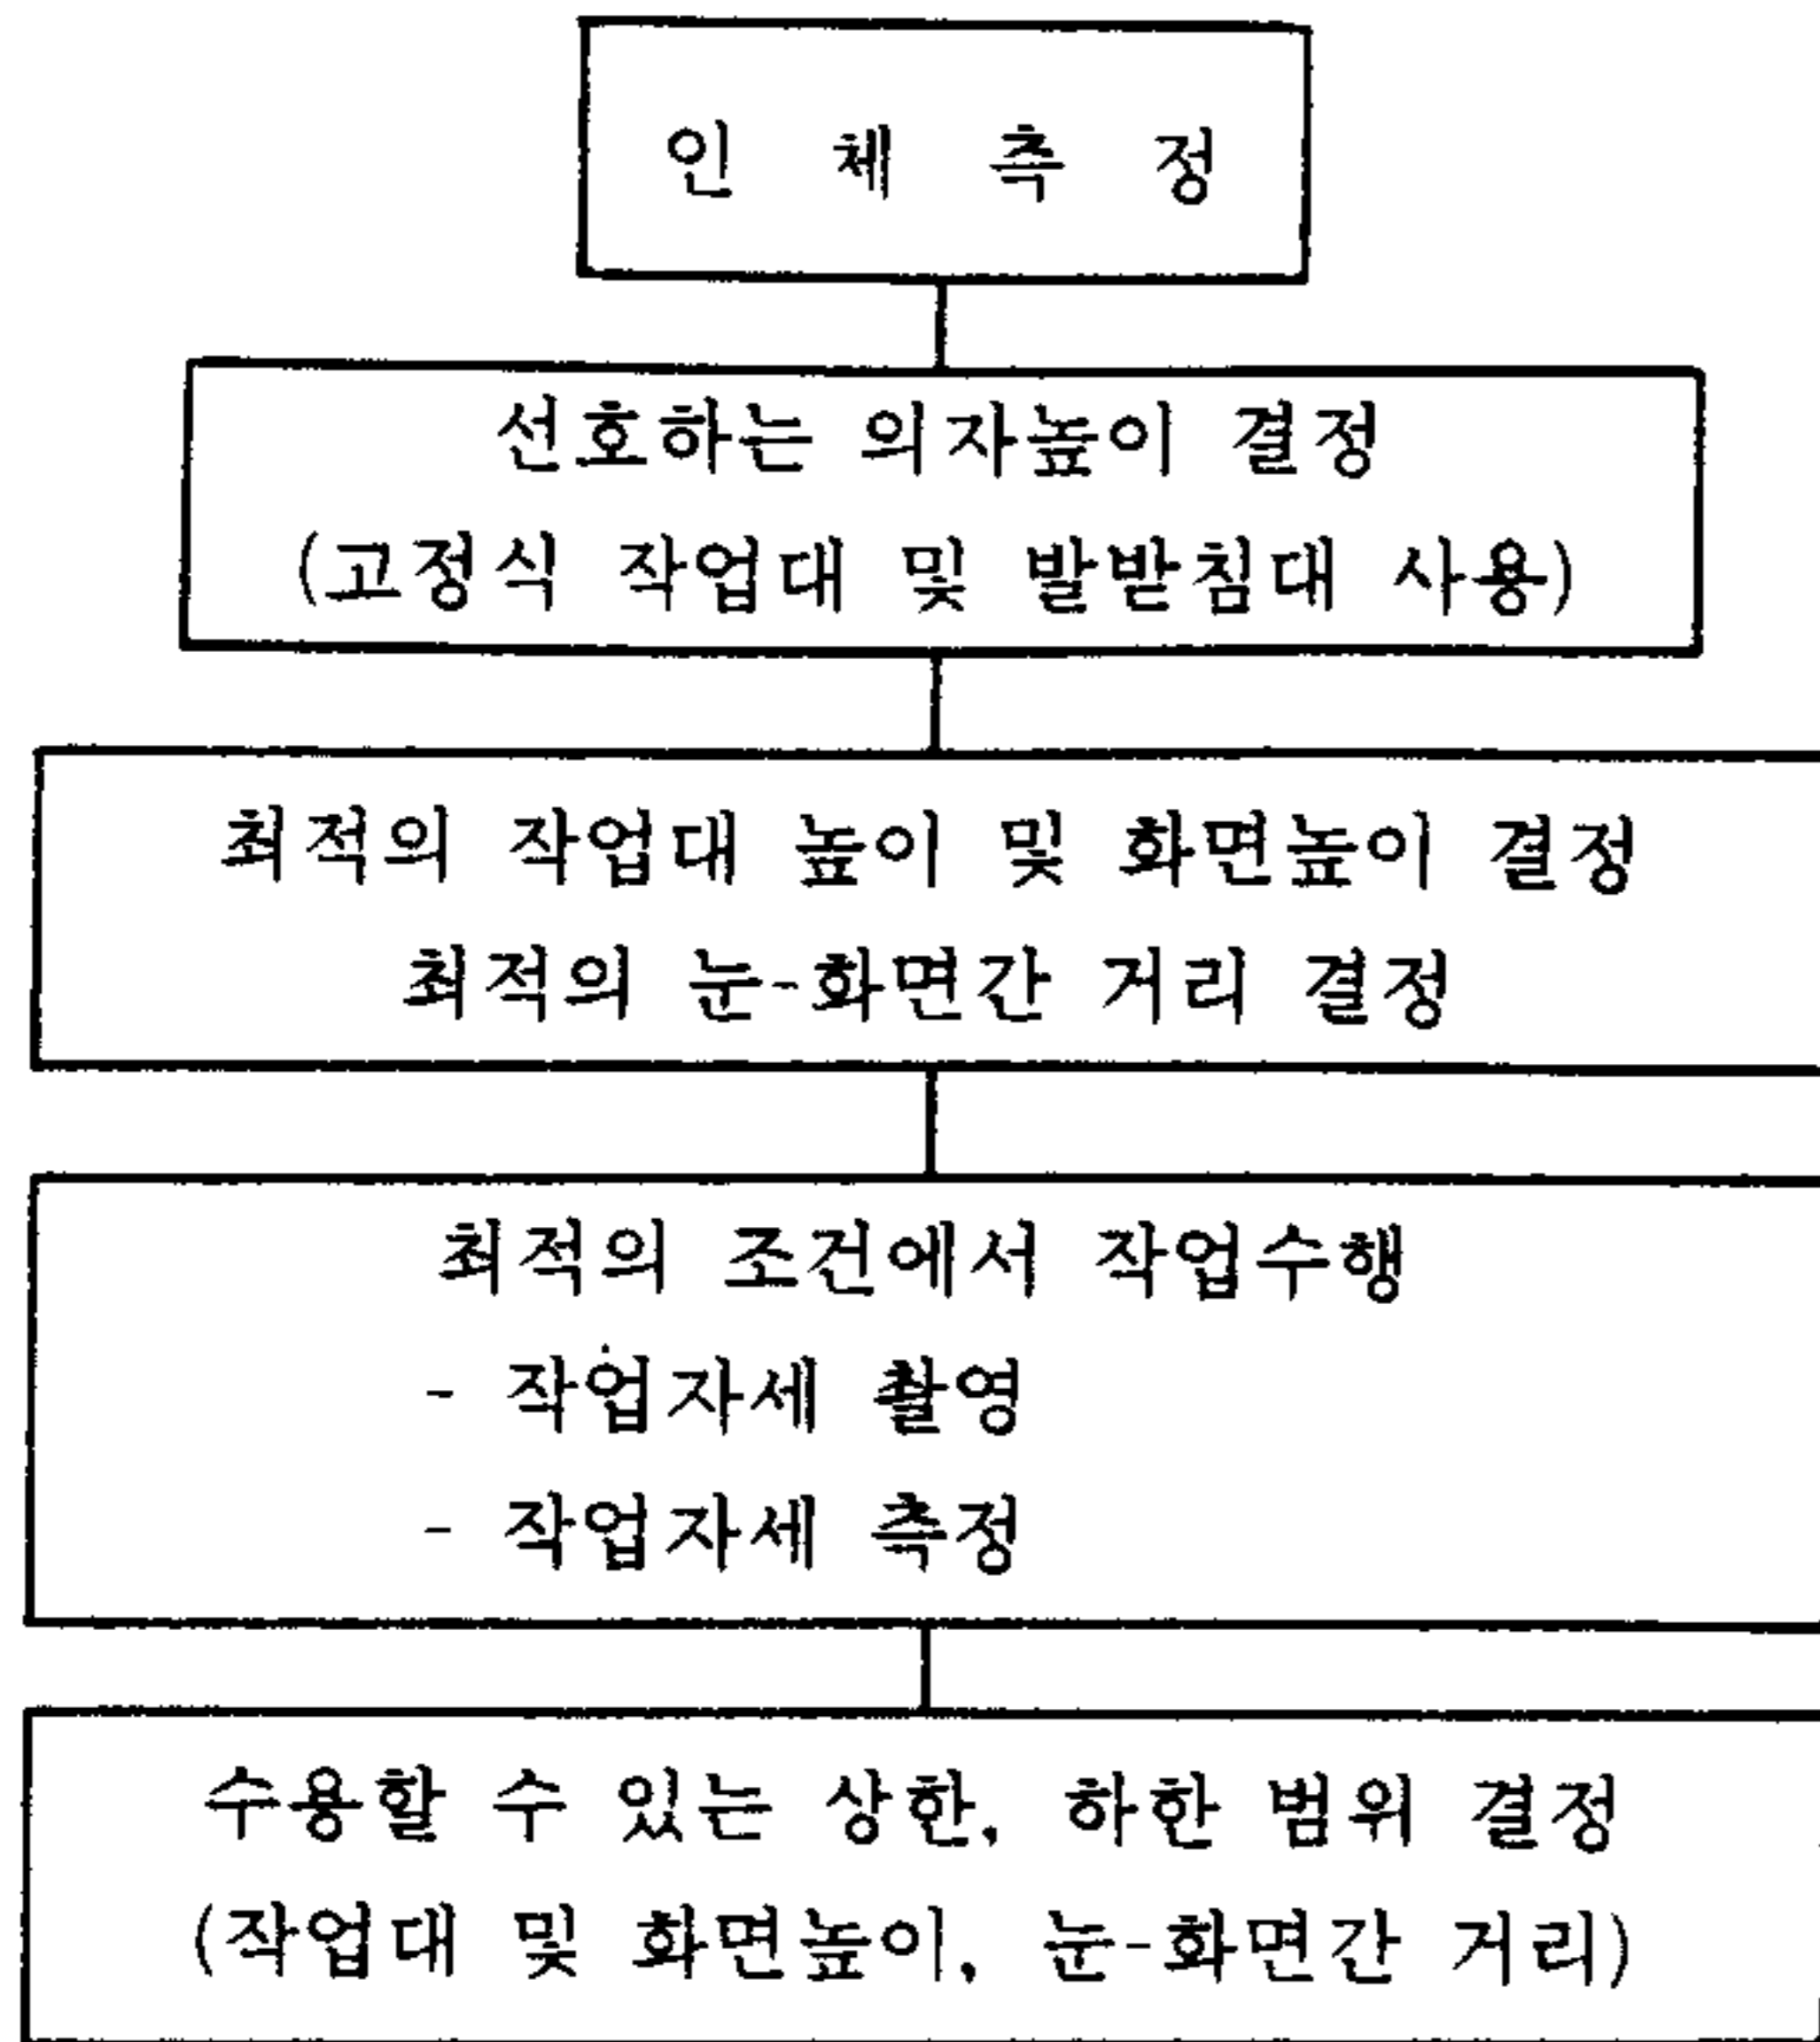 인 체 측 정
선호하는 의자높이 결정
(고정식 작업대 및 발받침대 사용)
최적의 작업대 높이 및 화면높이 결정
최적의 눈-화면간 거리 결정
최적의 조건에서 작업수행
- 작업자세 촬영
- 작업자세 측정
수용할 수 있는 상한, 하한 범위 결정
(작업대 및 화면높이, 눈-화면간 거리)